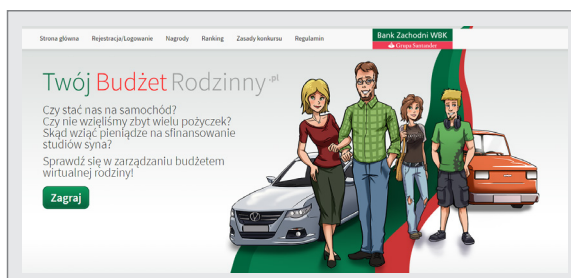 Strona główna Rejestracja/Logowanie Nagrody Ranking Zasady konkursu Regulamin
Bank Zachodni WBK
Grupa Santander
Twój Budżet Rodzinny .pl
Czy stać nas na samochód?
Czy nie wzięliśmy zbyt wielu pożyczek?
Skąd wziąć pieniądze na sfinansowanie
studiów syna?
Sprawdź się w zarządzaniu budżetem
wirtualnej rodziny!
Zagraj